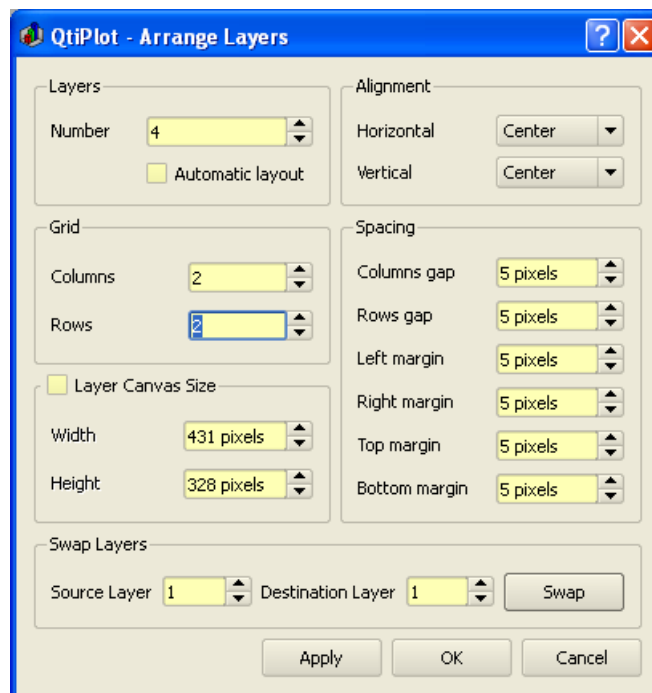 QtiPlot - Arrange Layers
Layers
Number 4
Automatic layout
Alignment
Horizontal Center
Vertical Center
Grid
Columns 2
Rows 2
Spacing
Columns gap 5 pixels
Rows gap 5 pixels
Left margin 5 pixels
Right margin 5 pixels
Top margin 5 pixels
Bottom margin 5 pixels
Layer Canvas Size
Width 431 pixels
Height 328 pixels
Swap Layers
Source Layer 1 Destination Layer 1 Swap
Apply OK Cancel